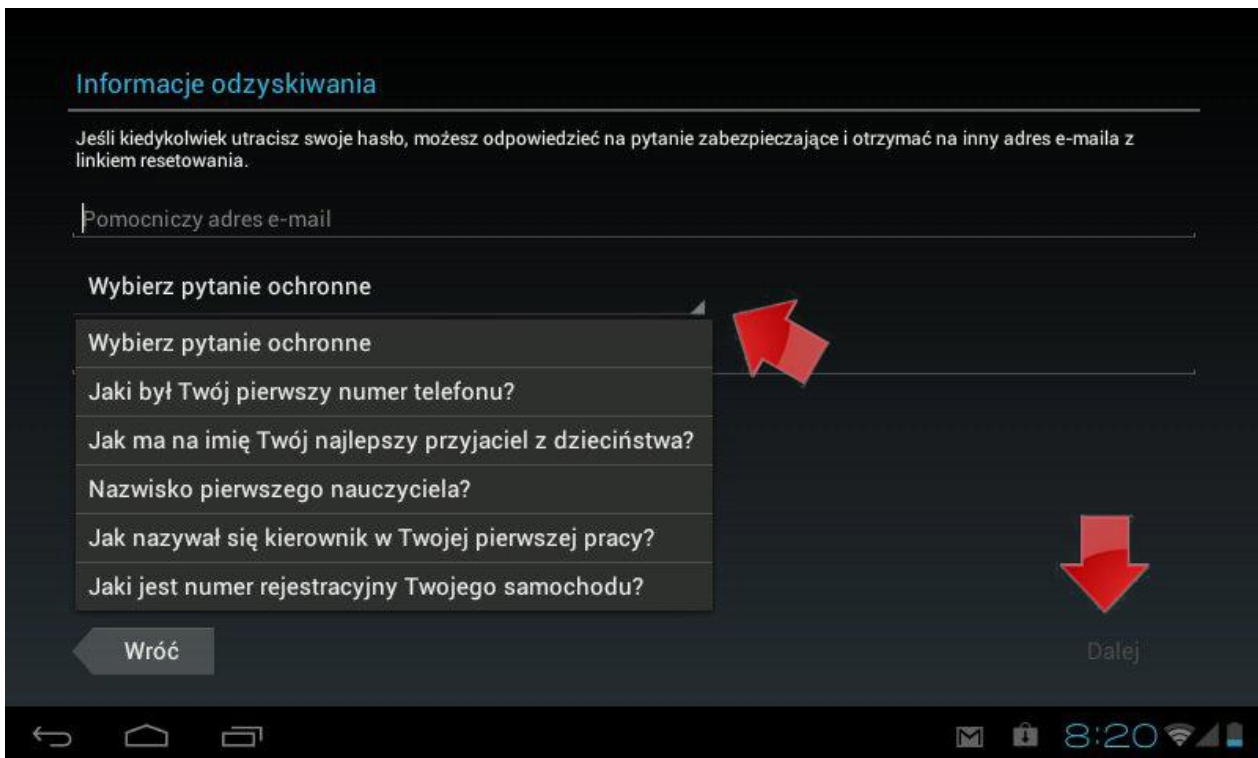 Informacje odzyskiwania
Jeśli kiedykolwiek utracisz swoje hasło, możesz odpowiedzieć na pytanie zabezpieczające i otrzymać na inny adres e-maila z
linkiem resetowania.
Pomocniczy adres e-mail
Wybierz pytanie ochronne
Wybierz pytanie ochronne
Jaki był Twój pierwszy numer telefonu?
Jak ma na imię Twój najlepszy przyjaciel z dzieciństwa?
Nazwisko pierwszego nauczyciela?
Jak nazywał się kierownik w Twojej pierwszej pracy?
Jaki jest numer rejestracyjny Twojego samochodu?
Wróć
Dalej
8:20